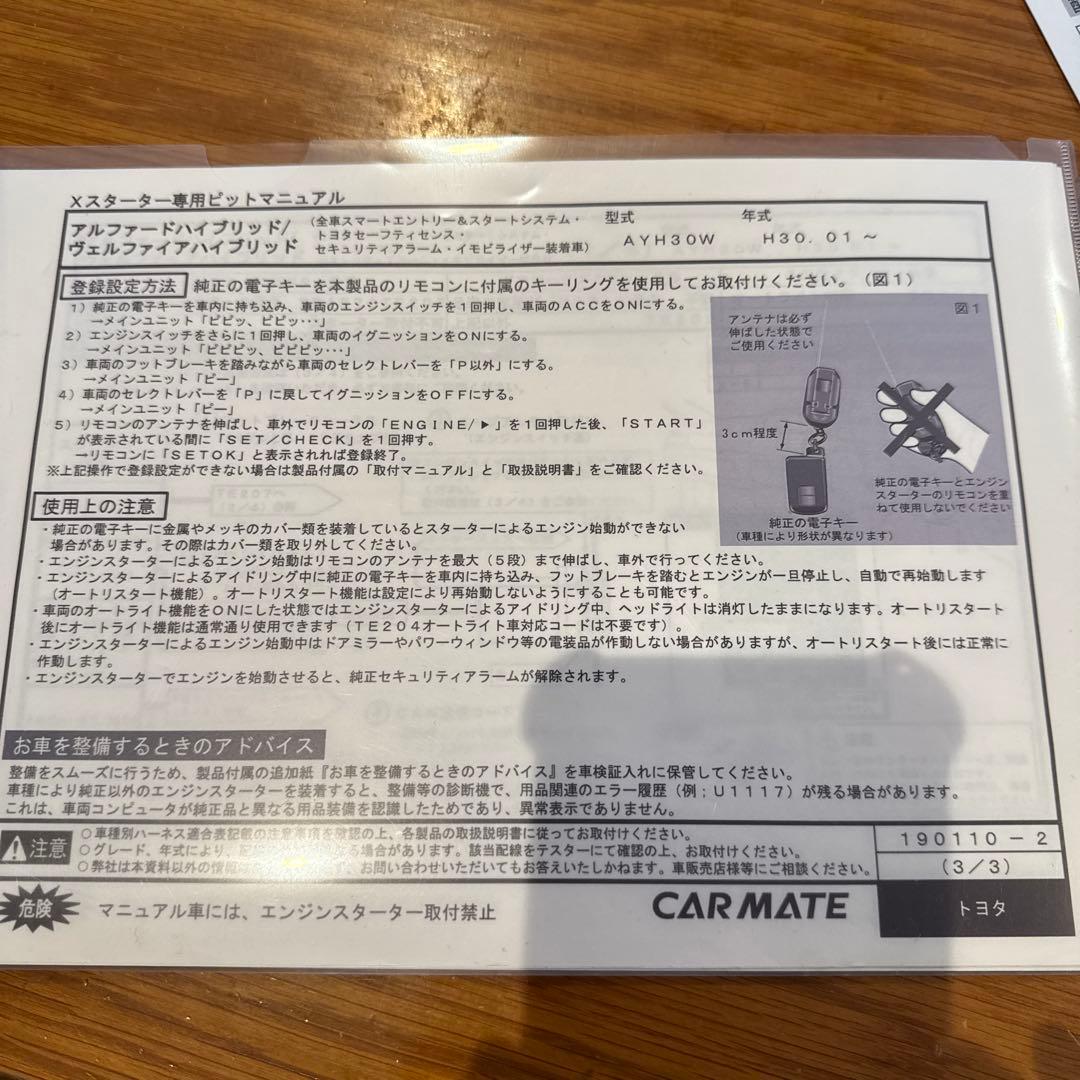 Xスターター専用ピットマニュアル
アルファードハイブリッド/
ヴェルファイアハイブリッド
(全車スマートエントリー&スタートシステム・
トヨタセーフティセンス・
セキュリティアラーム・イモビライザー装着車)
型式
AYH30W
年式
H30.01~
登録設定方法 純正の電子キーを本製品のリモコンに付属のキーリングを使用してお取付けください。(図1)
1)純正の電子キーを車内に持ち込み、車両のエンジンスイッチを1回押し、車両のACCをONにする。
→メインユニット「ピピッ、ピピッ・・・」
2)エンジンスイッチをさらに1回押し、車両のイグニッションをONにする。
→メインユニット「ピピピッ、ピピピッ・・・」
3)車両のフットブレーキを踏みながら車両のセレクトレバーを「P以外」にする。
→メインユニット「ピー」
4)車両のセレクトレバーを「P」に戻してイグニッションをOFFにする。
→メインユニット「ピー」
5)リモコンのアンテナを伸ばし、車外でリモコンの「ENGINE/▶」を1回押した後、「START」
が表示されている間に「SET/CHECK」を1回押す。
→リモコンに「SETOK」と表示されれば登録終了。
※上記操作で登録設定ができない場合は製品付属の「取付マニュアル」と「取扱説明書」をご確認ください。
図1
アンテナは必ず
伸ばした状態で
ご使用ください
3cm程度
純正の電子キー
(車種により形状が異なります)
純正の電子キーとエンジン
スターターのリモコンを重
ねて使用しないでください
使用上の注意
・純正の電子キーに金属やメッキのカバー類を装着しているとスターターによるエンジン始動ができない
場合があります。その際はカバー類を取り外してください。
・エンジンスターターによるエンジン始動はリモコンのアンテナを最大(5段)まで伸ばし、車外で行ってください。
・エンジンスターターによるアイドリング中に純正の電子キーを車内に持ち込み、フットブレーキを踏むとエンジンが一旦停止し、自動で再始動します
(オートリスタート機能)。オートリスタート機能は設定により再始動しないようにすることも可能です。
・車両のオートライト機能をONにした状態ではエンジンスターターによるアイドリング中、ヘッドライトは消灯したままになります。オートリスタート
後にオートライト機能は通常通り使用できます(TE204オートライト車対応コードは不要です)。
・エンジンスターターによるエンジン始動中はドアミラーやパワーウィンドウ等の電装品が作動しない場合がありますが、オートリスタート後には正常に
作動します。
・エンジンスターターでエンジンを始動させると、純正セキュリティアラームが解除されます。
お車を整備するときのアドバイス
整備をスムーズに行うため、製品付属の追加紙『お車を整備するときのアドバイス』を車検証入れに保管してください。
車種により純正以外のエンジンスターターを装着すると、整備等の診断機で、用品関連のエラー履歴(例;U1117)が残る場合があります。
これは、車両コンピュータが純正品と異なる用品装備を認識したためであり、異常表示でありません。
注意
○車種別ハーネス適合表記載の注意事項を確認の上、各製品の取扱説明書に従ってお取付けください。
○グレード、年式により、配 る場合があります。該当配線をテスターにて確認の上、お取付けください。
○弊社は本資料以外の情報 す、お問い合わせいただいてもお答えいたしかねます。車販売店様等にご相談ください。
190110-2
(3/3)
危険
マニュアル車には、エンジンスターター取付禁止
CARMATE
トヨタ